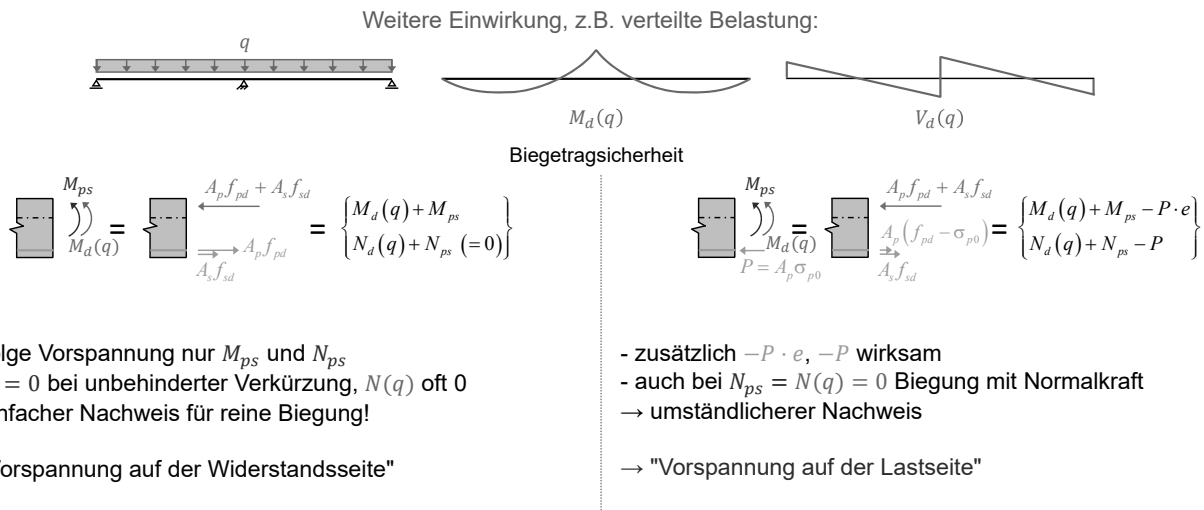 Weitere Einwirkung, z.B. verteilte Belastung:
q
M_d(q)
V_d(q)
Biegetragsicherheit
M_ps
M_d(q)
=
A_p f_pd + A_s f_sd
A_p f_pd
A_s f_sd
= {M_d(q) + M_ps
N_d(q) + N_ps (=0)}
lge Vorspannung nur M_ps und N_ps
= 0 bei unbehinderter Verkürzung, N(q) oft 0
nfacher Nachweis für reine Biegung!
orspannung auf der Widerstandsseite"
M_ps
M_d(q)
P = A_p σ_p0
=
A_p f_pd + A_s f_sd
A_p (f_pd − σ_p0)
A_s f_sd
= {M_d(q) + M_ps − P · e
N_d(q) + N_ps − P}
- zusätzlich −P · e, −P wirksam
- auch bei N_ps = N(q) = 0 Biegung mit Normalkraft
→ umständlicherer Nachweis
→ "Vorspannung auf der Lastseite"